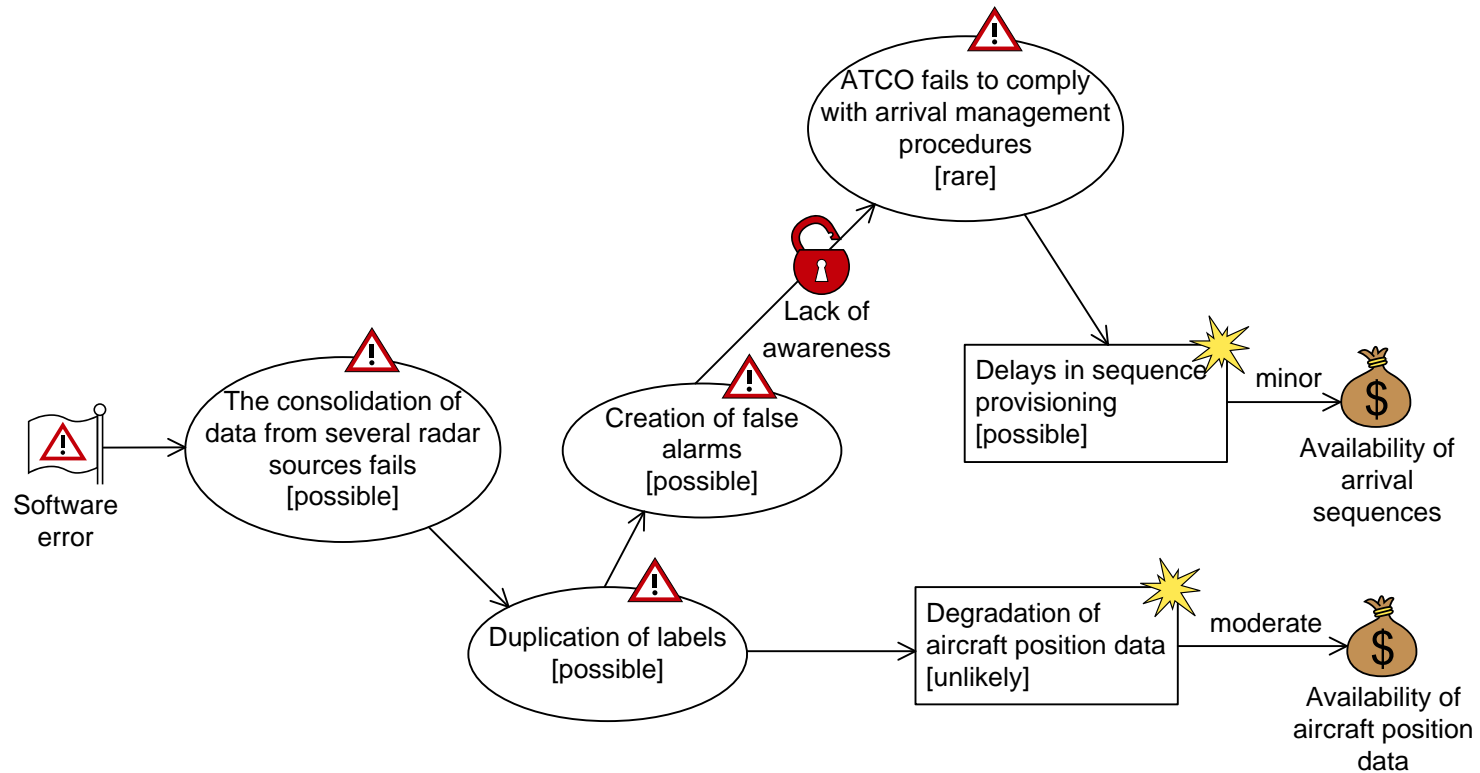 ATCO fails to comply
with arrival management
procedures
[rare]
Lack of
awareness
Delays in sequence
provisioning
[possible]
minor
$
Availability of
arrival
sequences
The consolidation of
data from several radar
sources fails
[possible]
Software
error
Creation of false
alarms
[possible]
Duplication of labels
[possible]
Degradation of
aircraft position data
[unlikely]
moderate
$
Availability of
aircraft position
data